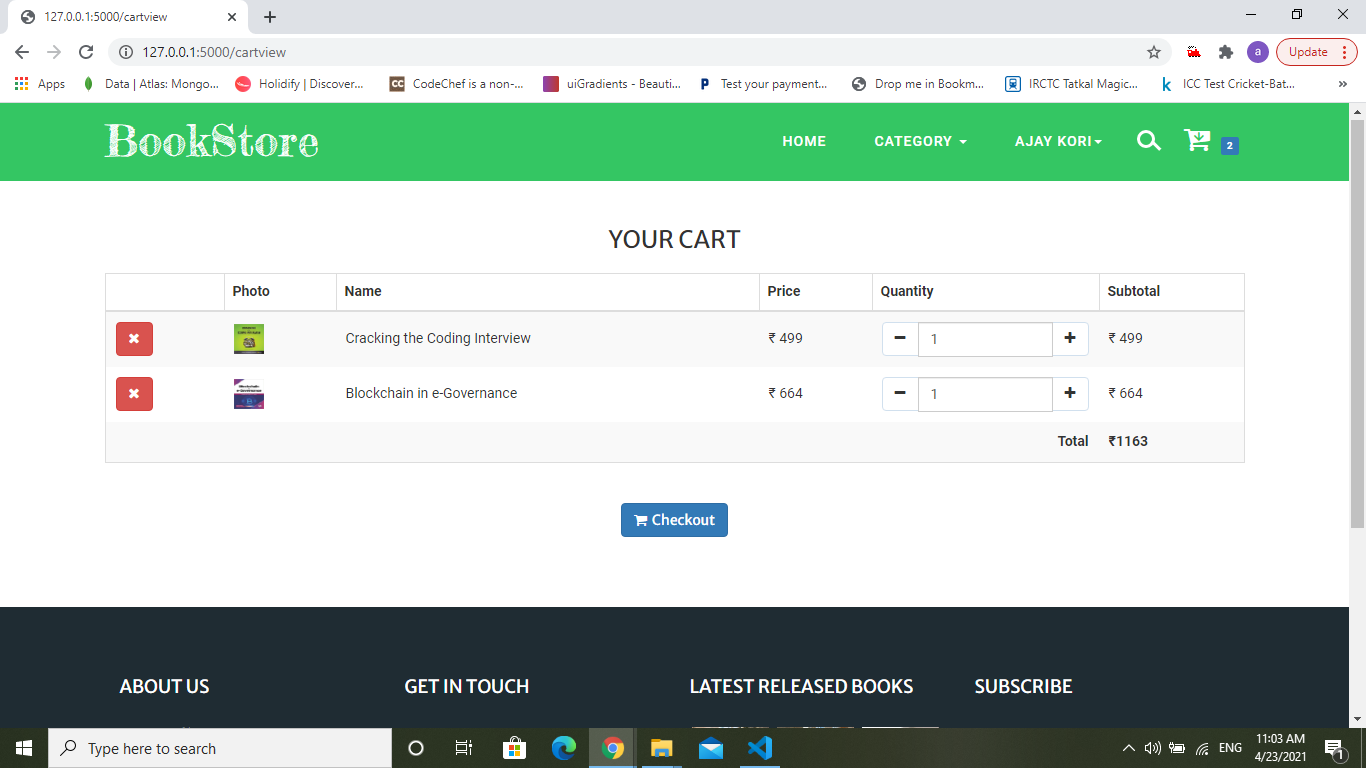 127.0.0.1:5000/cartview
127.0.0.1:5000/cartview
a
Update
Apps
Data | Atlas: Mongo...
Holidify | Discover...
CC
CodeChef is a non-...
uiGradients - Beauti...
P
Test your payment...
Drop me in Bookm...
IRCTC Tatkal Magic...
k
ICC Test Cricket-Bat...
»
BookStore
HOME
CATEGORY
AJAY KORI
2
YOUR CART
Photo Name Price Quantity Subtotal
Cracking the Coding Interview ₹ 499 1 ₹ 499
Blockchain in e-Governance ₹ 664 1 ₹ 664
Total ₹1163
Checkout
ABOUT US
GET IN TOUCH
LATEST RELEASED BOOKS
SUBSCRIBE
Type here to search
ENG
11:03 AM
4/23/2021
1